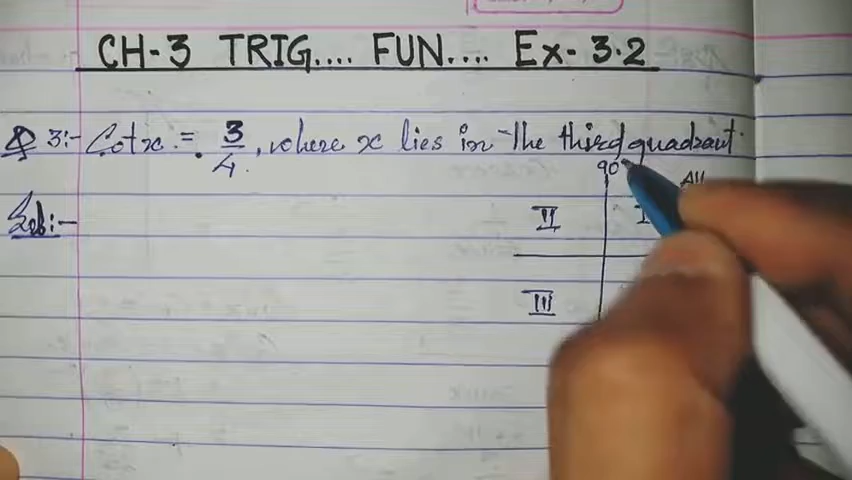 CH-3 TRIG.... FUN.... Ex-3.2
Q 3:- Cotx = 3/4, where x lies in the third quadrant.
90°
All
Sol:-
II I
III